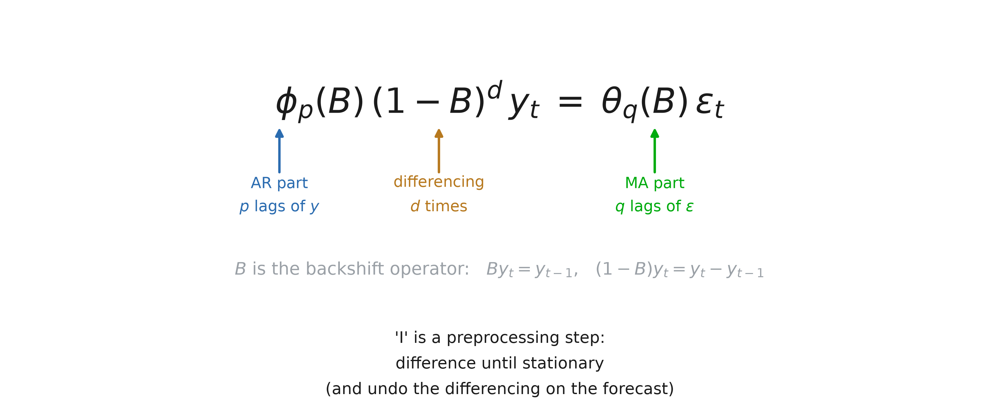 ϕ_p(B) (1 − B)^d y_t = θ_q(B) ε_t
AR part
p lags of y
differencing
d times
MA part
q lags of ε
B is the backshift operator: By_t = y_{t−1}, (1 − B)y_t = y_t − y_{t−1}
'I' is a preprocessing step:
difference until stationary
(and undo the differencing on the forecast)